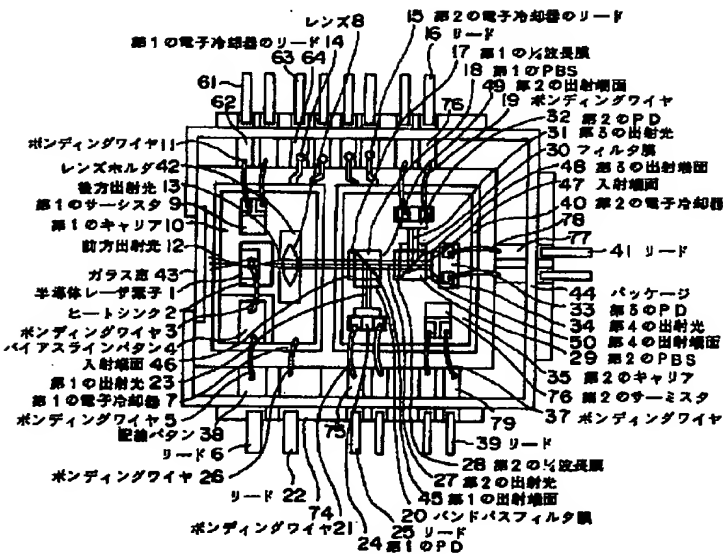 レンズ8
15 第2の電子冷却器のリード
第1の電子冷却器のリード 14
16 リード
63 64
17 第1の¼波長膜
61
18 第1のPBS
62
76
49 第2の出射端面
19 ボンディングワイヤ
32 第2のPD
ボンディングワイヤ11
31 第3の出射光
レンズホルダ42
30 フィルタ膜
後方出射光13
48 第3の出射端面
第1のサーミスタ9
47 入射端面
第1のキャリア10
40 第2の電子冷却器
78
前方出射光12
77
41 リード
ガラス窓43
44 パッケージ
半導体レーザ素子1
33 第3のPD
ヒートシンク2
34 第4の出射光
ボンディングワイヤ3
50 第4の出射端面
バイアスラインパタン4
29 第2のPBS
入射端面46
35 第2のキャリア
第1の出射光23
76 第2のサーミスタ
第1の電子冷却器7
37 ボンディングワイヤ
ボンディングワイヤ5
79
配線パタン38
75
39 リード
リード6
28 第2の¼波長膜
ボンディングワイヤ26
27 第2の出射光
リード22
45 第1の出射端面
74
20 バンドパスフィルタ膜
ボンディングワイヤ21
25 リード
24 第1のPD